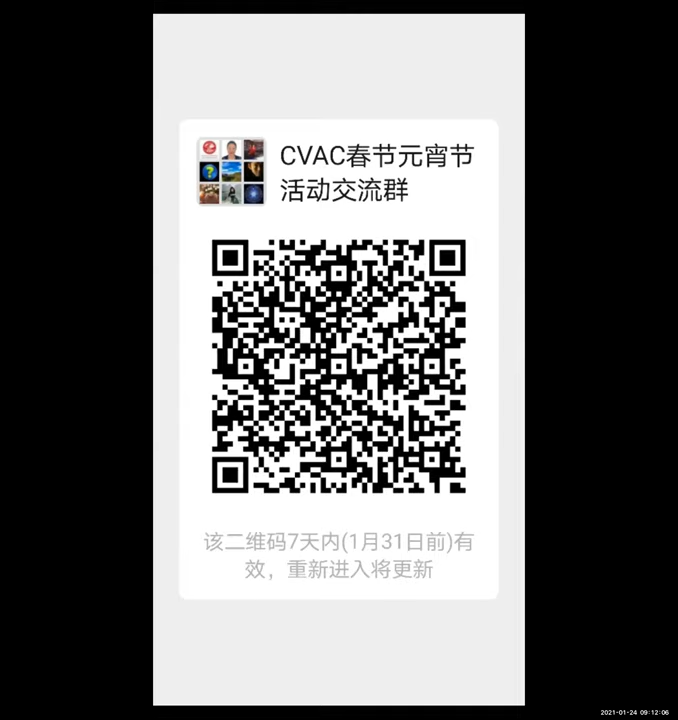 CVAC春节元宵节
活动交流群
该二维码7天内(1月31日前)有
效，重新进入将更新
2021-01-24 09:12:06